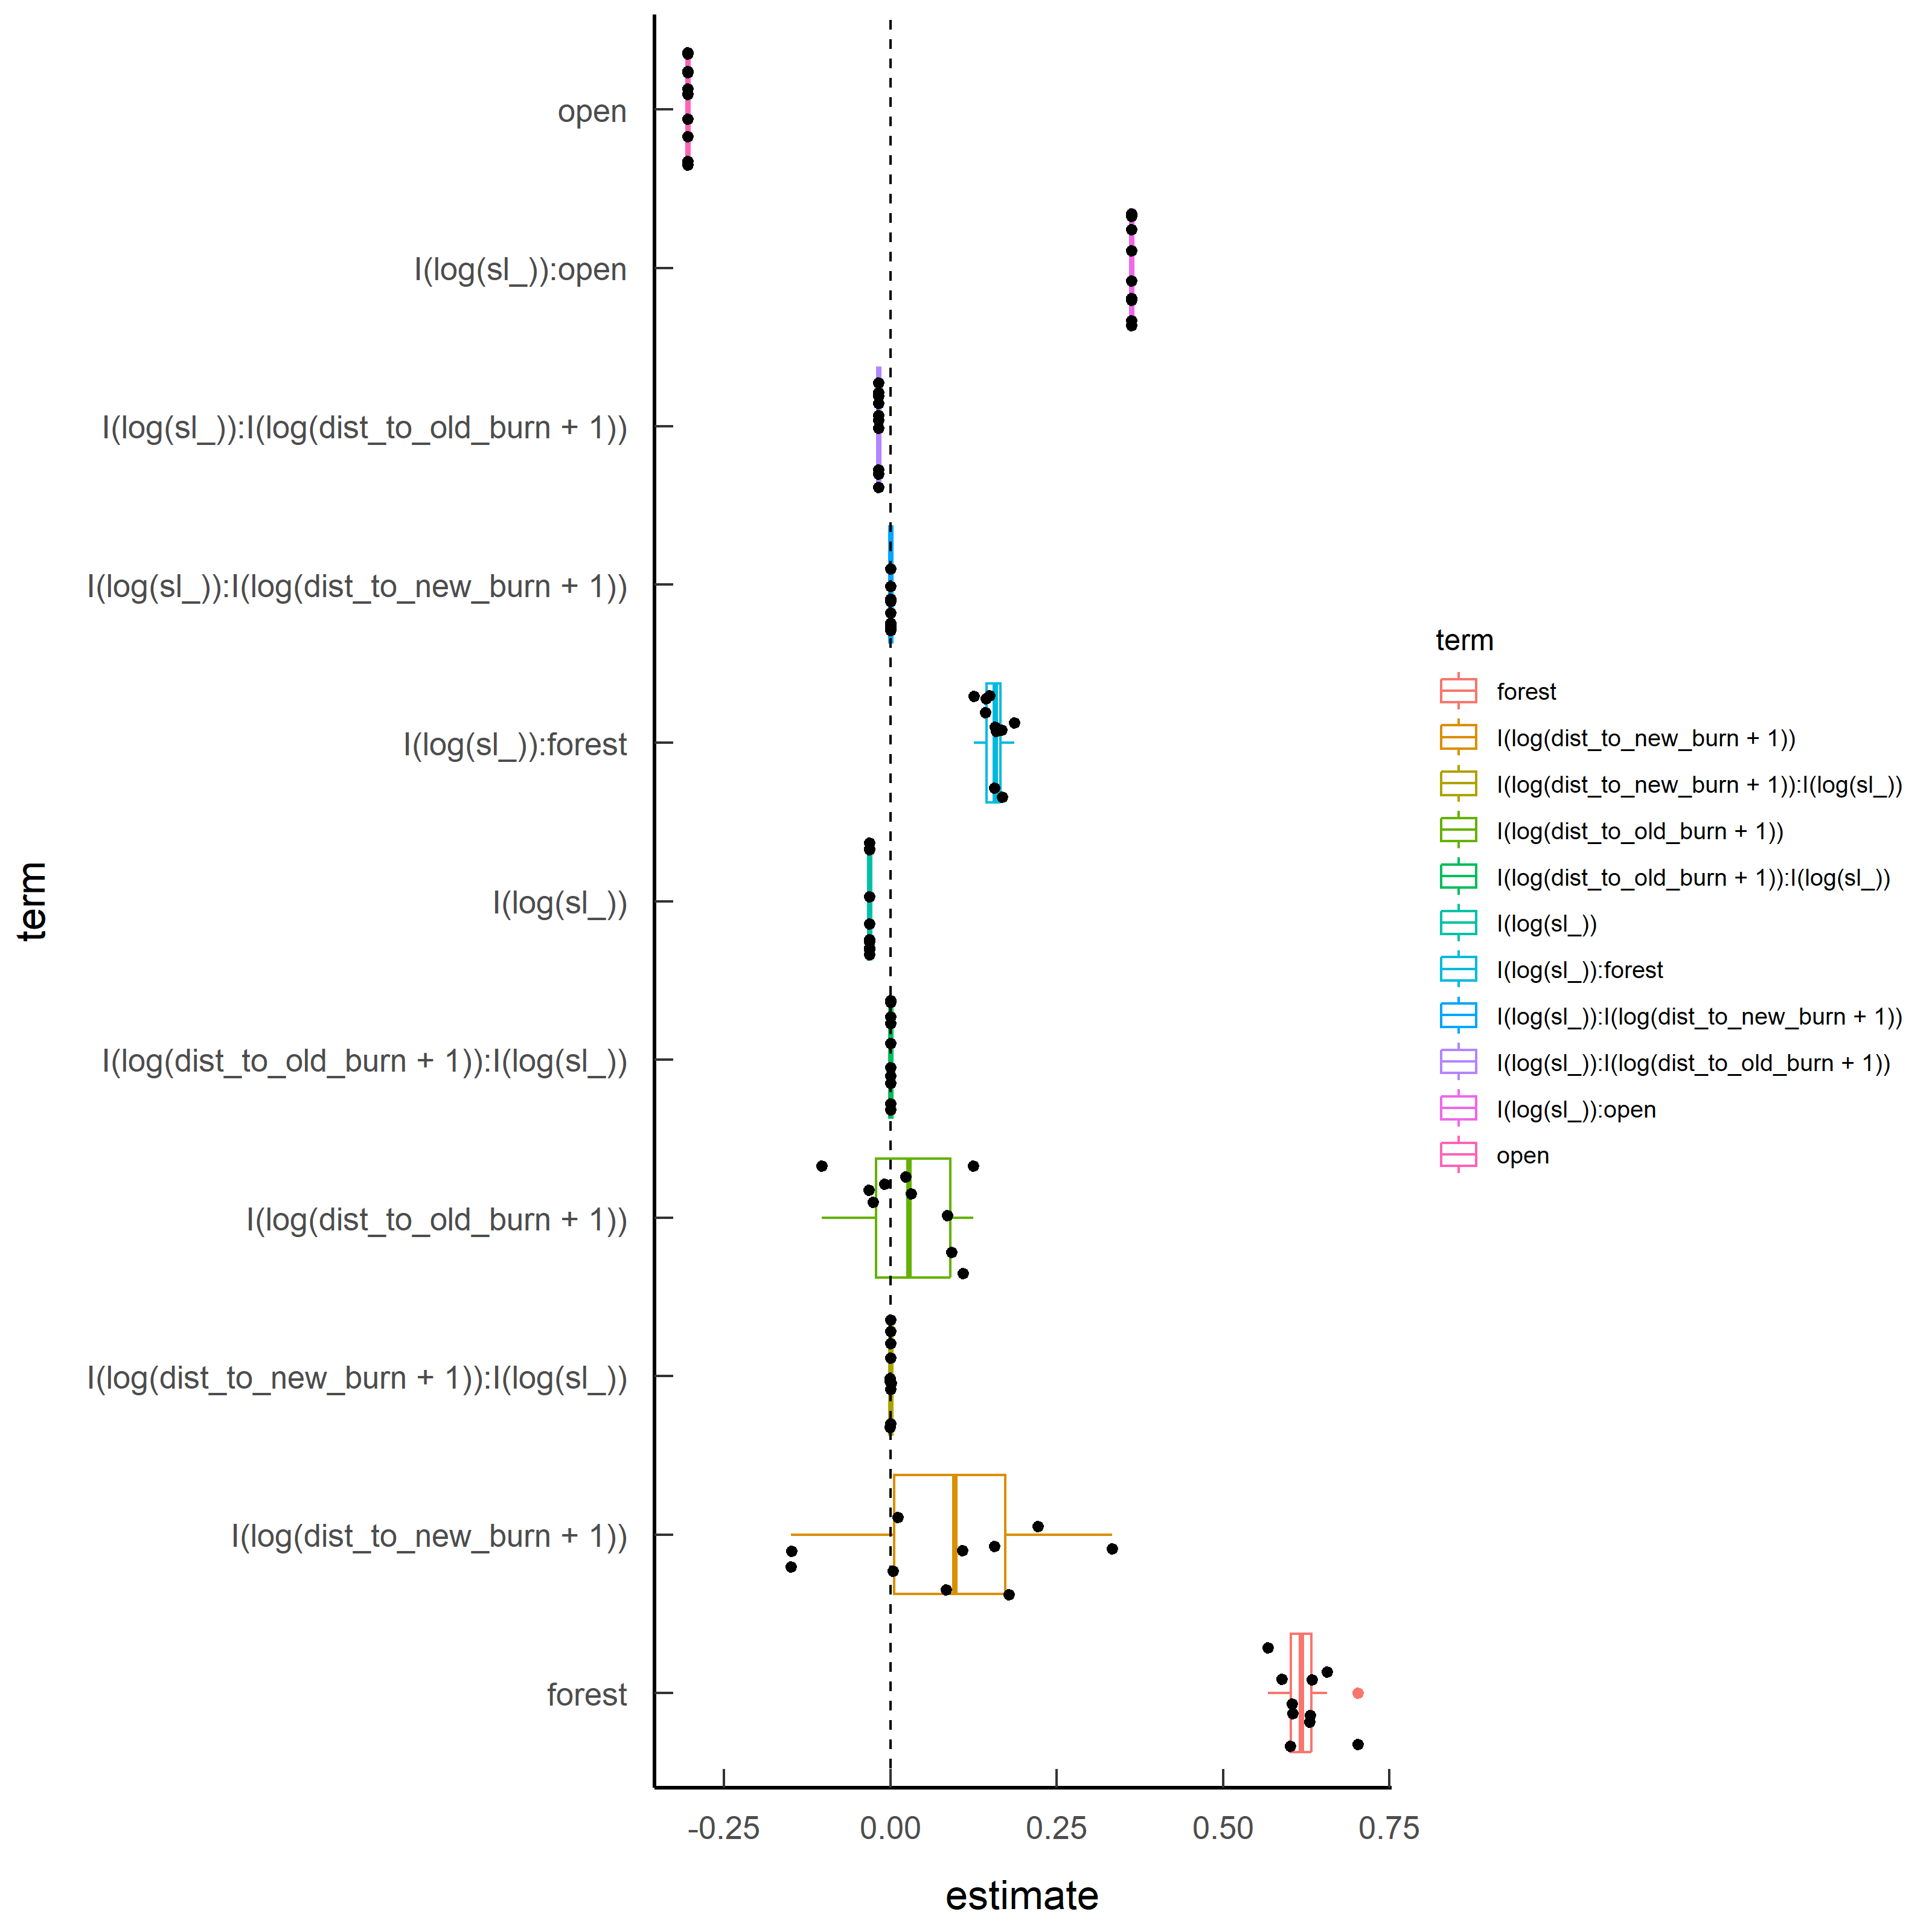 open
I(log(sl_)):open
I(log(sl_)):I(log(dist_to_old_burn + 1))
I(log(sl_)):I(log(dist_to_new_burn + 1))
I(log(sl_)):forest
I(log(sl_))
I(log(dist_to_old_burn + 1)):I(log(sl_))
I(log(dist_to_old_burn + 1))
I(log(dist_to_new_burn + 1)):I(log(sl_))
I(log(dist_to_new_burn + 1))
forest
term
-0.25 0.00 0.25 0.50 0.75
estimate
term
forest
I(log(dist_to_new_burn + 1))
I(log(dist_to_new_burn + 1)):I(log(sl_))
I(log(dist_to_old_burn + 1))
I(log(dist_to_old_burn + 1)):I(log(sl_))
I(log(sl_))
I(log(sl_)):forest
I(log(sl_)):I(log(dist_to_new_burn + 1))
I(log(sl_)):I(log(dist_to_old_burn + 1))
I(log(sl_)):open
open